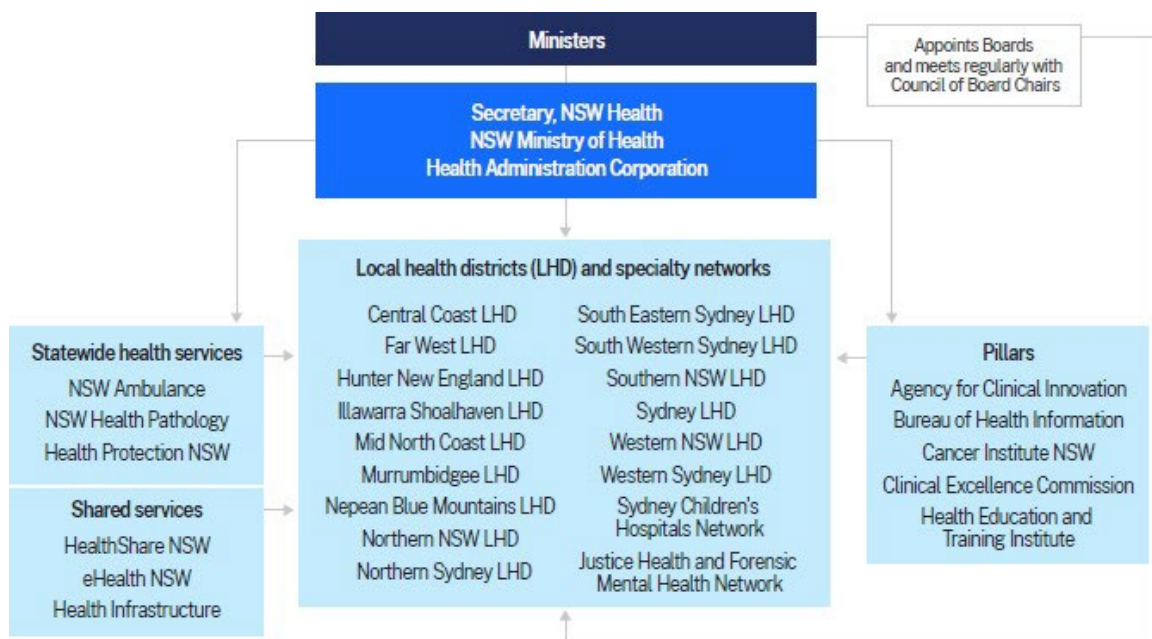 Ministers
Appoints Boards
and meets regularly with
Council of Board Chairs
Secretary, NSW Health
NSW Ministry of Health
Health Administration Corporation
Local health districts (LHD) and specialty networks
Central Coast LHD
Far West LHD
Hunter New England LHD
Illawarra Shoalhaven LHD
Mid North Coast LHD
Murrumbidgee LHD
Nepean Blue Mountains LHD
Northern NSW LHD
Northern Sydney LHD
South Eastern Sydney LHD
South Western Sydney LHD
Southern NSW LHD
Sydney LHD
Western NSW LHD
Western Sydney LHD
Sydney Children's
Hospitals Network
Justice Health and Forensic
Mental Health Network
Statewide health services
NSW Ambulance
NSW Health Pathology
Health Protection NSW
Shared services
HealthShare NSW
eHealth NSW
Health Infrastructure
Pillars
Agency for Clinical Innovation
Bureau of Health Information
Cancer Institute NSW
Clinical Excellence Commission
Health Education and
Training Institute